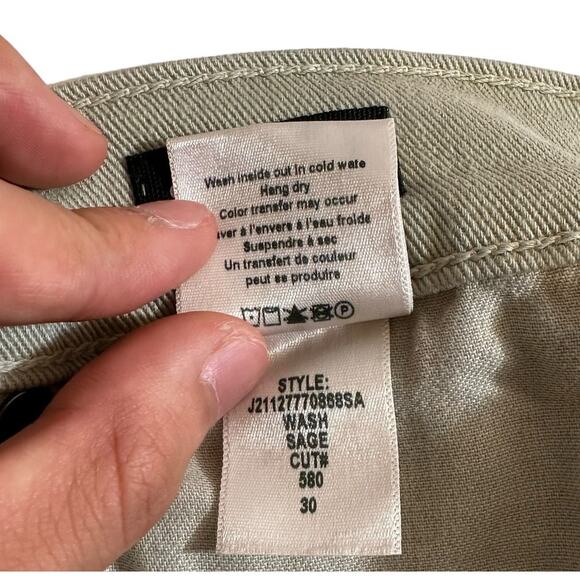 Wash inside out in cold wate
Hang dry
Color transfer may occur
aver à l'envers à l'eau froide
Suspendre à sec
Un transfert de couleur
peut se produire
STYLE:
J21127770868SA
WASH
SAGE
CUT#
580
30